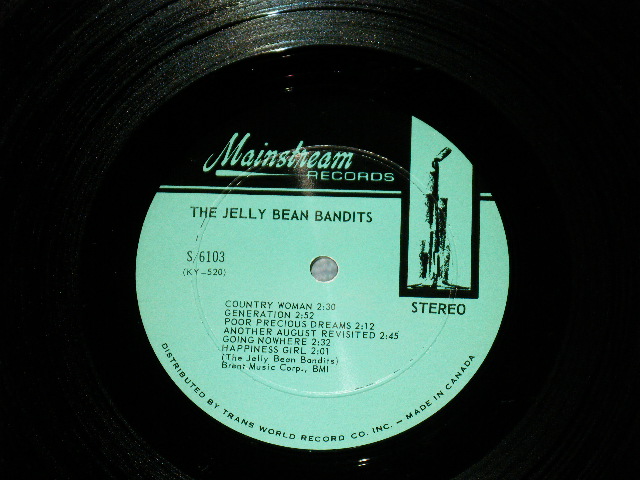 Mainstream
RECORDS
THE JELLY BEAN BANDITS
S/6103
(KY-520)
STEREO
COUNTRY WOMAN 2:30
GENERATION 2:52
POOR PRECIOUS DREAMS 2:12
ANOTHER AUGUST REVISITED 2:45
GOING NOWHERE 2:32
HAPPINESS GIRL 2:01
(The Jelly Bean Bandits)
Brent Music Corp., BMI
DISTRIBUTED BY TRANS WORLD RECORD CO. INC. — MADE IN CANADA